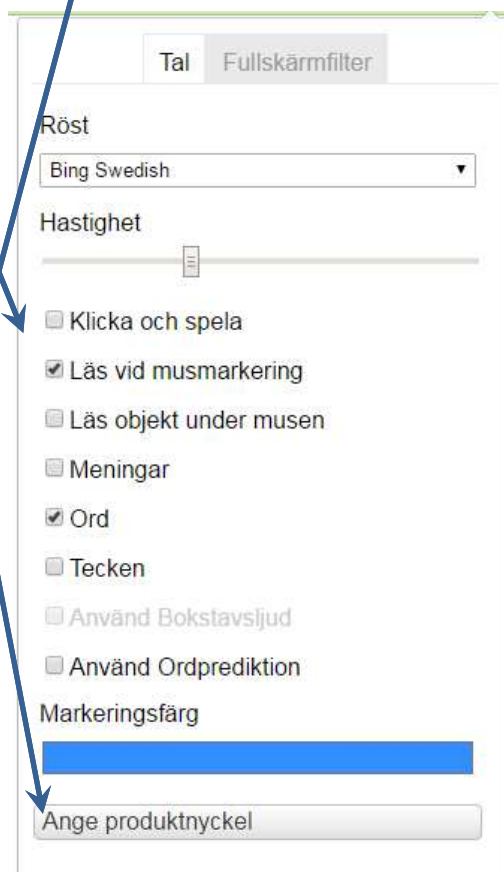 Tal Fullskärmfilter
Röst
Bing Swedish
Hastighet
Klicka och spela
Läs vid musmarkering
Läs objekt under musen
Meningar
Ord
Tecken
Använd Bokstavsljud
Använd Ordprediktion
Markeringsfärg
Ange produktnyckel